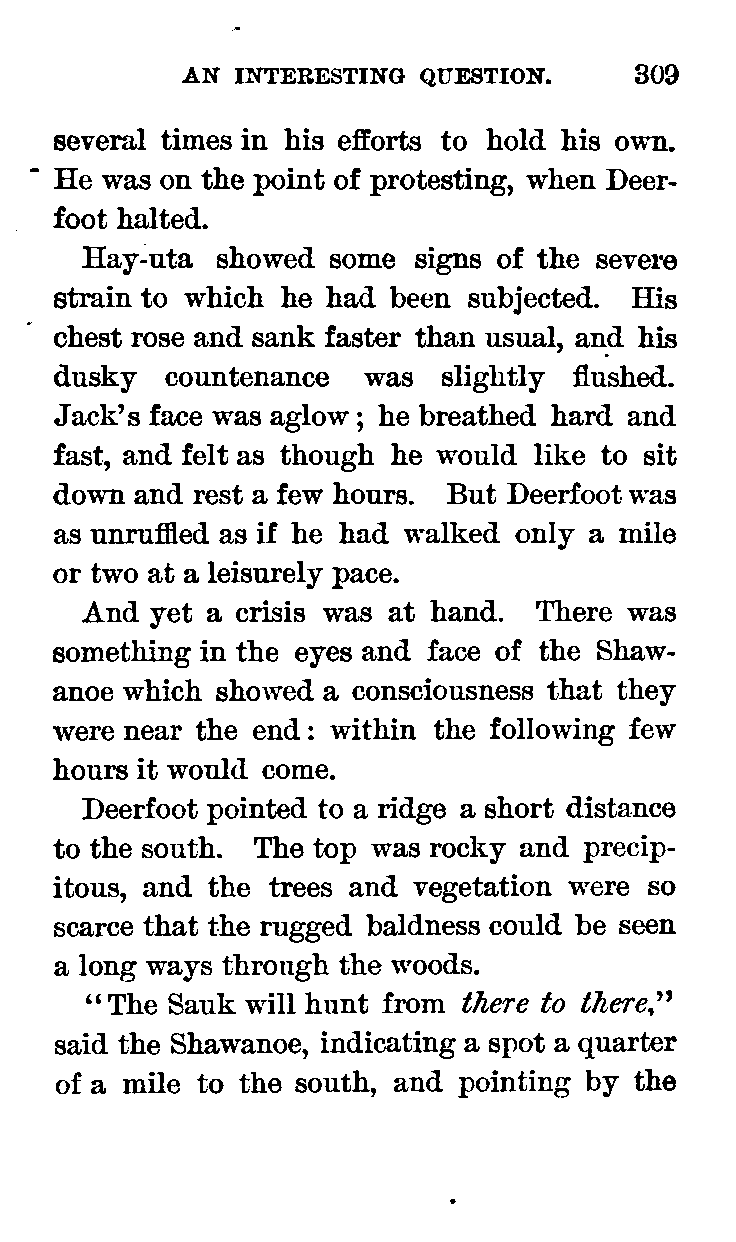 AN INTERESTING QUESTION. 309
several times in his efforts to hold his own.
He was on the point of protesting, when Deer-
foot halted.
Hay-uta showed some signs of the severe
strain to which he had been subjected. His
chest rose and sank faster than usual, and his
dusky countenance was slightly flushed.
Jack's face was aglow; he breathed hard and
fast, and felt as though he would like to sit
down and rest a few hours. But Deerfoot was
as unruffled as if he had walked only a mile
or two at a leisurely pace.
And yet a crisis was at hand. There was
something in the eyes and face of the Shaw-
anoe which showed a consciousness that they
were near the end: within the following few
hours it would come.
Deerfoot pointed to a ridge a short distance
to the south. The top was rocky and precip-
itous, and the trees and vegetation were so
scarce that the rugged baldness could be seen
a long ways through the woods.
"The Sauk will hunt from there to there,"
said the Shawanoe, indicating a spot a quarter
of a mile to the south, and pointing by the